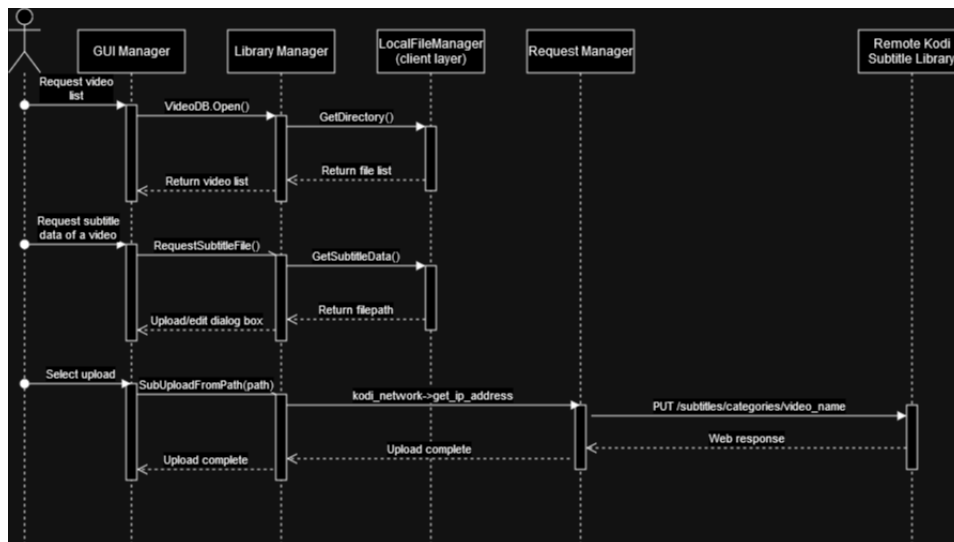 GUI Manager
Library Manager
LocalFileManager
(client layer)
Request Manager
Remote Kodi
Subtitle Library
Request video
list
VideoDB.Open()
GetDirectory()
Return file list
Return video list
Request subtitle
data of a video
RequestSubtitleFile()
GetSubtitleData()
Return filepath
Upload/edit dialog box
Select upload
SubUploadFromPath(path)
kodi_network->get_ip_address
PUT /subtitles/categories/video_name
Web response
Upload complete
Upload complete